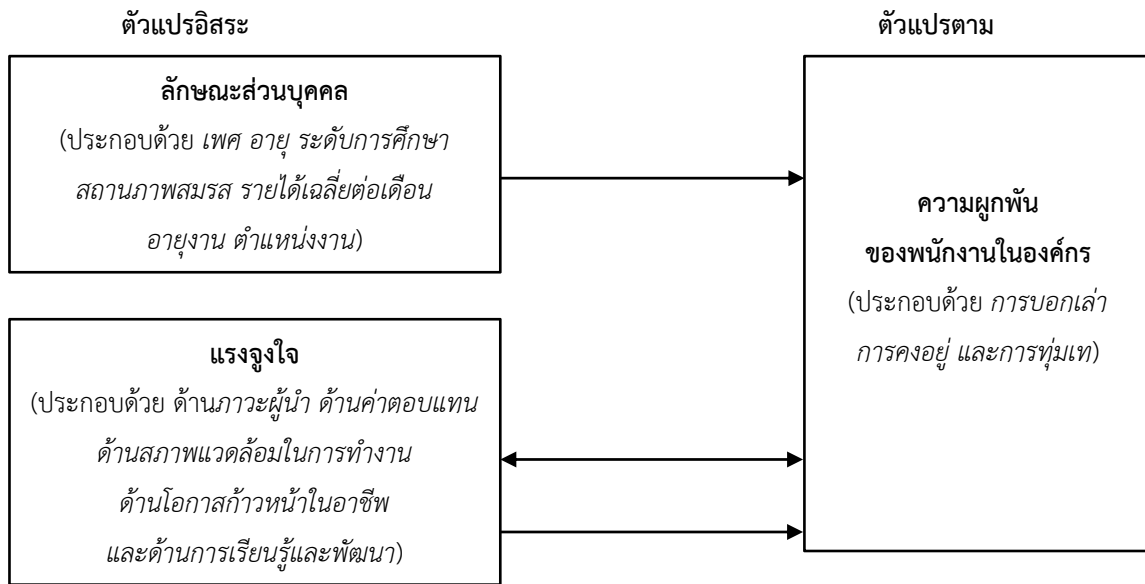 ตัวแปรอิสระ
ตัวแปรตาม
ลักษณะส่วนบุคคล
(ประกอบด้วย เพศ อายุ ระดับการศึกษา
สถานภาพสมรส รายได้เฉลี่ยต่อเดือน
อายุงาน ตำแหน่งงาน)
แรงจูงใจ
(ประกอบด้วย ด้านภาวะผู้นำ ด้านค่าตอบแทน
ด้านสภาพแวดล้อมในการทำงาน
ด้านโอกาสก้าวหน้าในอาชีพ
และด้านการเรียนรู้และพัฒนา)
ความผูกพัน
ของพนักงานในองค์กร
(ประกอบด้วย การบอกเล่า
การคงอยู่ และการทุ่มเท)